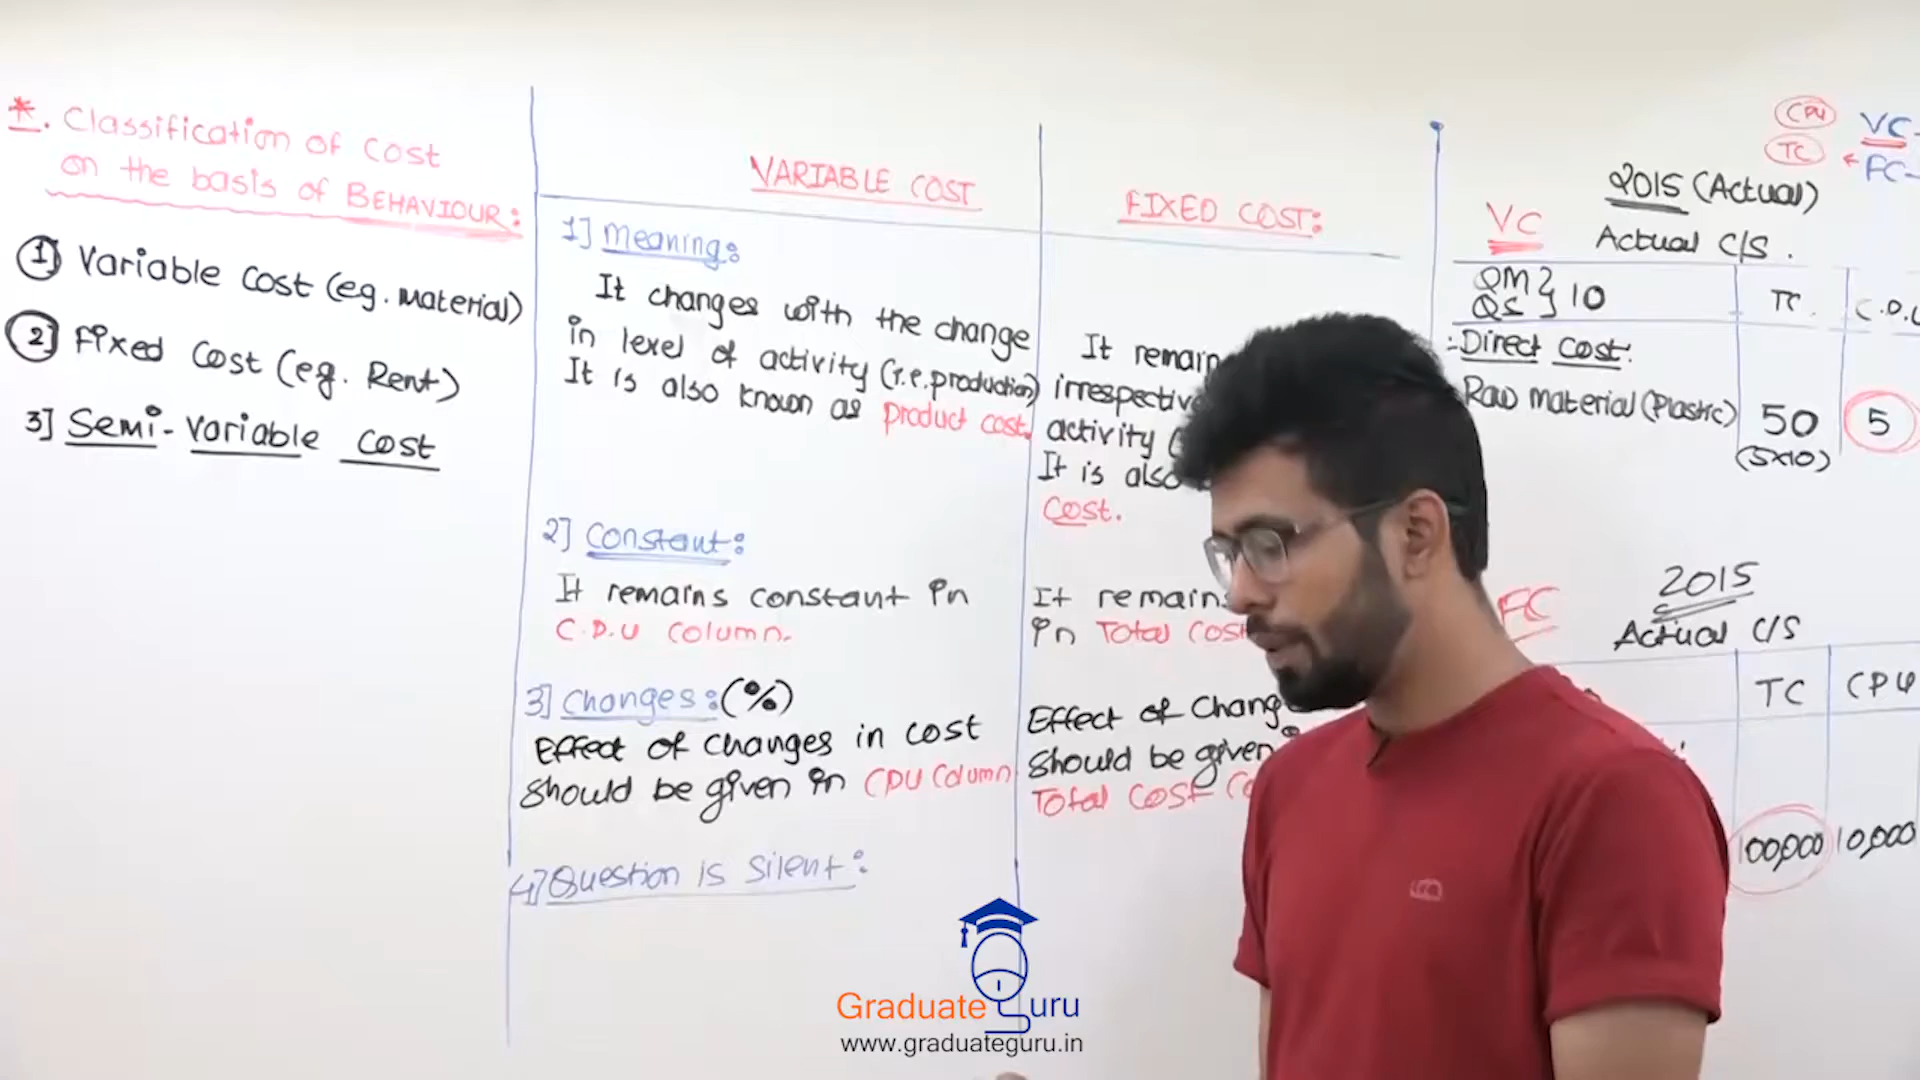 *. Classification of Cost
on the basis of BEHAVIOUR:
1) Variable Cost (eg. material)
2) Fixed Cost (eg. Rent)
3] Semi-Variable Cost
VARIABLE COST
1] Meaning:
It changes with the change
in level of activity (i.e. production)
It is also known as product cost.
2] Constant:
It remains constant in
C.P.U column.
3] Changes: (%)
Effect of changes in cost
should be given in CPU Column
4] Question is silent:
FIXED COST:
It remain
irrespective
activity (
It is also
Cost.
It remains
in Total Cost
Effect of Chang
should be given
Total Cost Co
CPU VC-
TC ← FC-
2015 (Actual)
VC Actual C/S.
QM } 10 TC. C.P.U
QS }
:-Direct Cost:
Raw material (Plastic) 50 5
(5x10)
FC 2015
Actual C/S
TC CPU
100,000 10,000
Graduate Guru
www.graduateguru.in